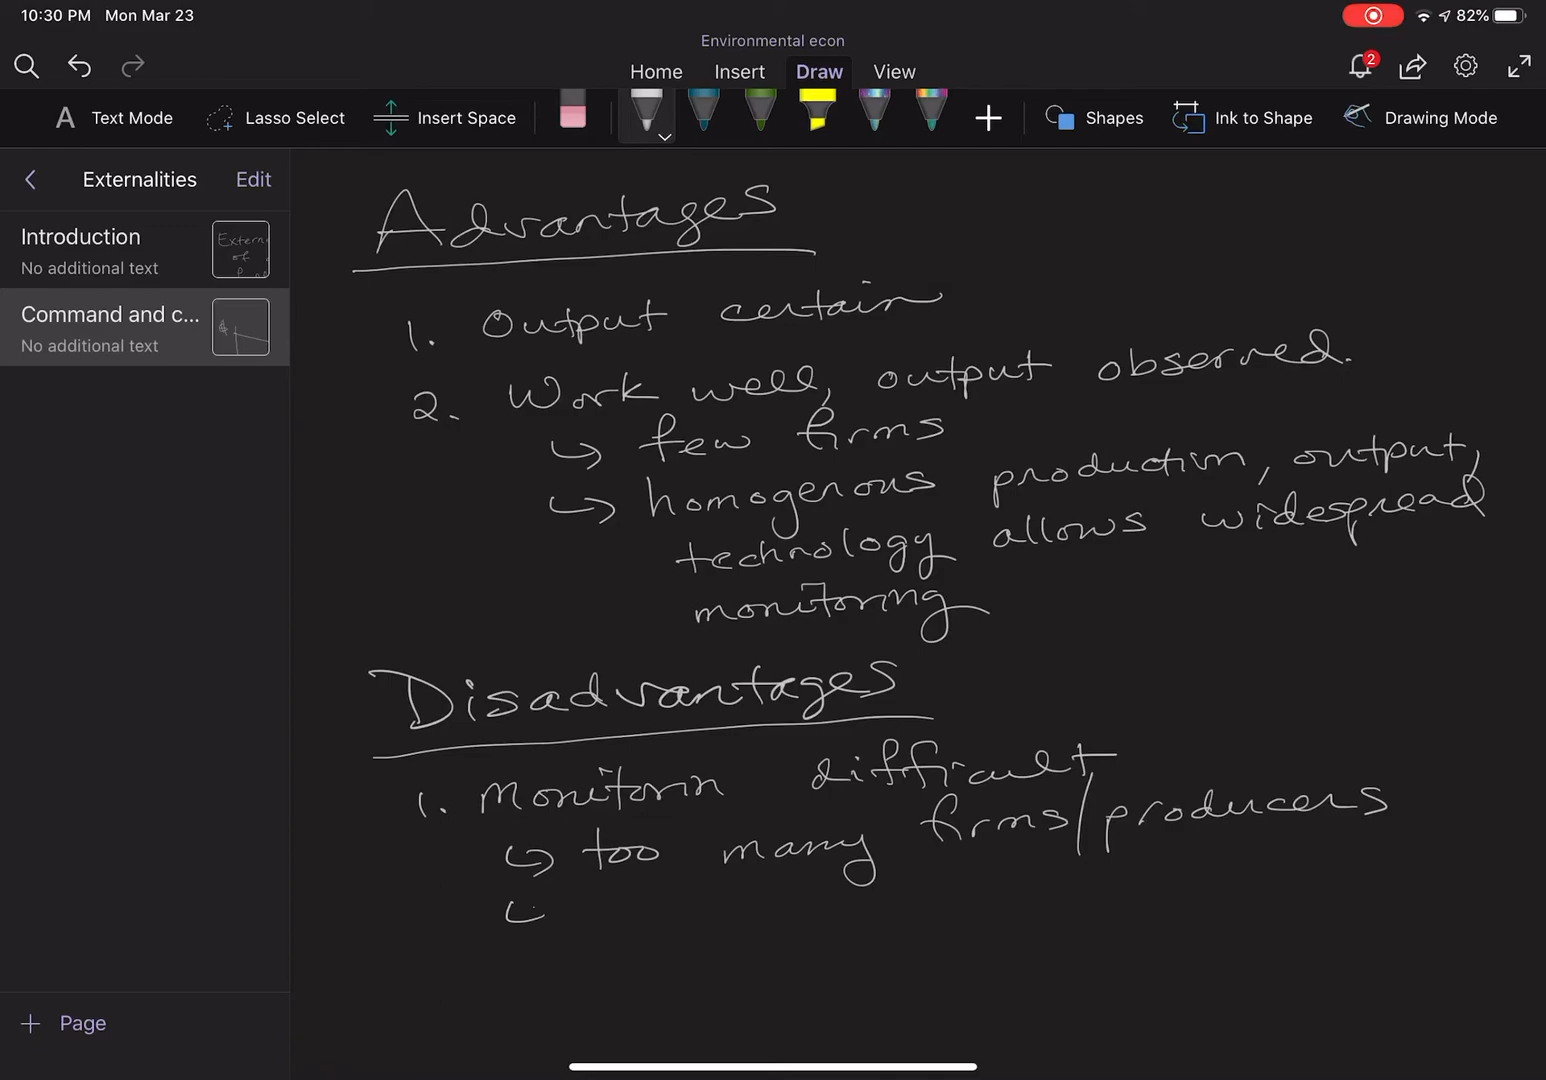 10:30 PM Mon Mar 23
82%
Environmental econ
Home Insert Draw View
2
Text Mode Lasso Select Insert Space Shapes Ink to Shape Drawing Mode
Externalities Edit
Introduction
No additional text
Extern
of
Command and c...
No additional text
Page
Advantages
1. Output certain
2. Work well, output observed.
↳ few firms
↳ homogenous production, output,
technology allows widespread
monitoring
Disadvantages
1. Monitorin difficult
↳ too many firms/producers